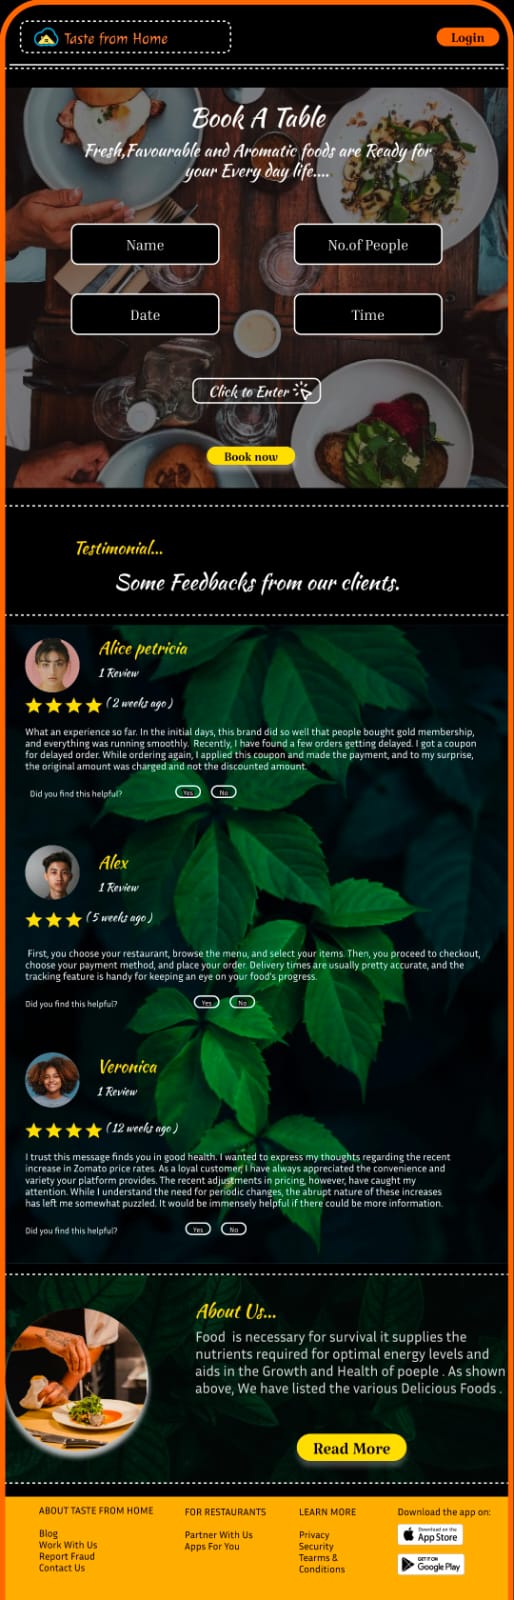 Taste from Home
Login
Book A Table
Fresh,Favourable and Aromatic foods are Ready for
your Every day life....
Name
No.of People
Date
Time
Click to Enter
Book now
Testimonial...
Some Feedbacks from our clients.
Alice petricia
1 Review
( 2 weeks ago )
What an experience so far. In the initial days, this brand did so well that people bought gold membership,
and everything was running smoothly. Recently, I have found a few orders getting delayed. I got a coupon
for delayed order. While ordering again, I applied this coupon and made the payment, and to my surprise,
the original amount was charged and not the discounted amount.
Did you find this helpful?
Yes
No
Alex
1 Review
( 5 weeks ago )
First, you choose your restaurant, browse the menu, and select your items. Then, you proceed to checkout,
choose your payment method, and place your order. Delivery times are usually pretty accurate, and the
tracking feature is handy for keeping an eye on your food's progress.
Did you find this helpful?
Yes
No
Veronica
1 Review
( 12 weeks ago )
I trust this message finds you in good health. I wanted to express my thoughts regarding the recent
increase in Zomato price rates. As a loyal customer, I have always appreciated the convenience and
variety your platform provides. The recent adjustments in pricing, however, have caught my
attention. While I understand the need for periodic changes, the abrupt nature of these increases
has left me somewhat puzzled. It would be immensely helpful if there could be more information.
Did you find this helpful?
Yes
No
About Us...
Food is necessary for survival it supplies the
nutrients required for optimal energy levels and
aids in the Growth and Health of poeple . As shown
above, We have listed the various Delicious Foods .
Read More
ABOUT TASTE FROM HOME
Blog
Work With Us
Report Fraud
Contact Us
FOR RESTAURANTS
Partner With Us
Apps For You
LEARN MORE
Privacy
Security
Tearms &
Conditions
Download the app on:
Download on the
App Store
GET IT ON
Google Play